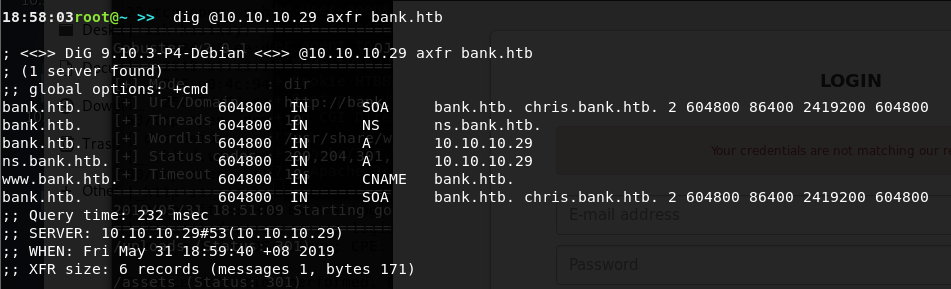 18:58:03root@~ >>  dig @10.10.10.29 axfr bank.htb
; <<>> DiG 9.10.3-P4-Debian <<>> @10.10.10.29 axfr bank.htb
; (1 server found)
;; global options: +cmd
bank.htb. 604800 IN SOA bank.htb. chris.bank.htb. 2 604800 86400 2419200 604800
bank.htb. 604800 IN NS ns.bank.htb.
bank.htb. 604800 IN A 10.10.10.29
ns.bank.htb. 604800 IN A 10.10.10.29
www.bank.htb. 604800 IN CNAME bank.htb.
bank.htb. 604800 IN SOA bank.htb. chris.bank.htb. 2 604800 86400 2419200 604800
;; Query time: 232 msec
;; SERVER: 10.10.10.29#53(10.10.10.29)
;; WHEN: Fri May 31 18:59:40 +08 2019
;; XFR size: 6 records (messages 1, bytes 171)
/assets (Status: 301)
LOGIN
Your credentials are not matching our
E-mail address
Password